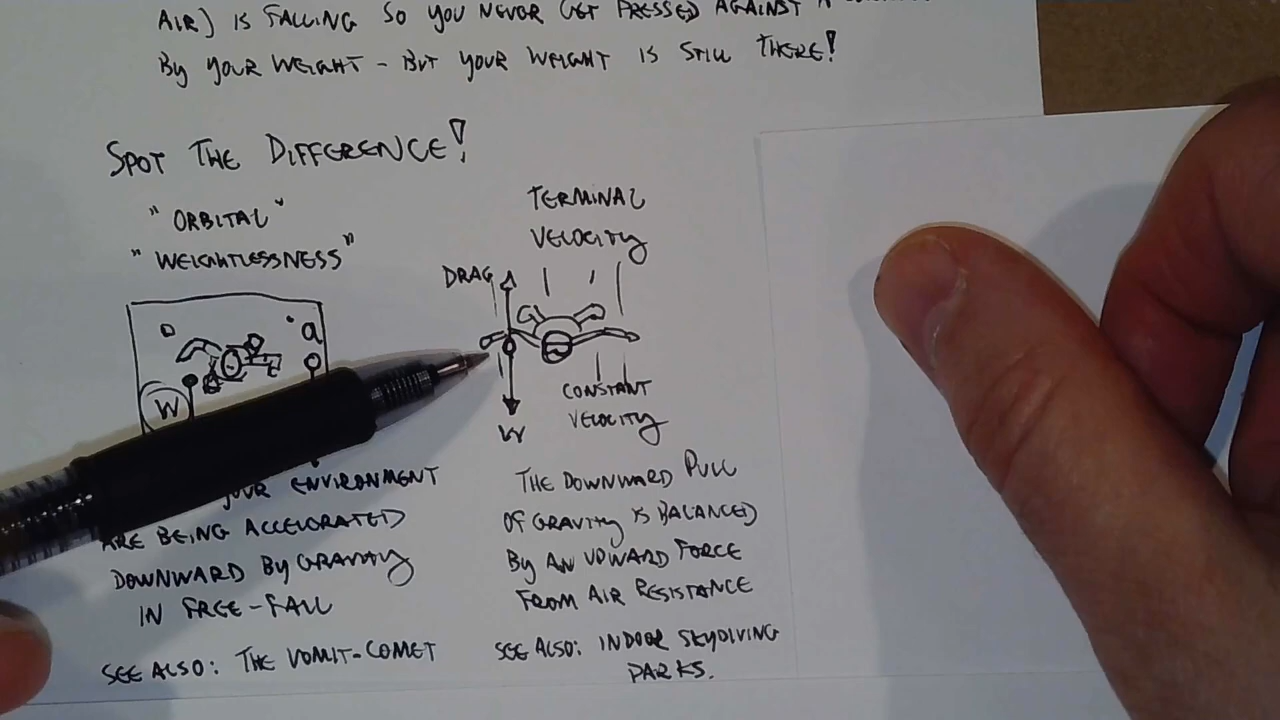 AIR) IS FALLING SO YOU NEVER GET PRESSED AGAINST
BY YOUR WEIGHT - BUT YOUR WEIGHT IS STILL THERE!
SPOT THE DIFFERENCE!
"ORBITAL"
"WEIGHTLESSNESS"
a
W
YOUR ENVIRONMENT
ARE BEING ACCELORATED
DOWNWARD BY GRAVITY
IN FREE-FALL
SEE ALSO: THE VOMIT-COMET
TERMINAL
VELOCITY
DRAG
CONSTANT
VELOCITY
W
THE DOWNWARD PULL
OF GRAVITY IS BALANCED
BY AN UPWARD FORCE
FROM AIR RESISTANCE
SEE ALSO: INDOOR SKYDIVING
PARKS.